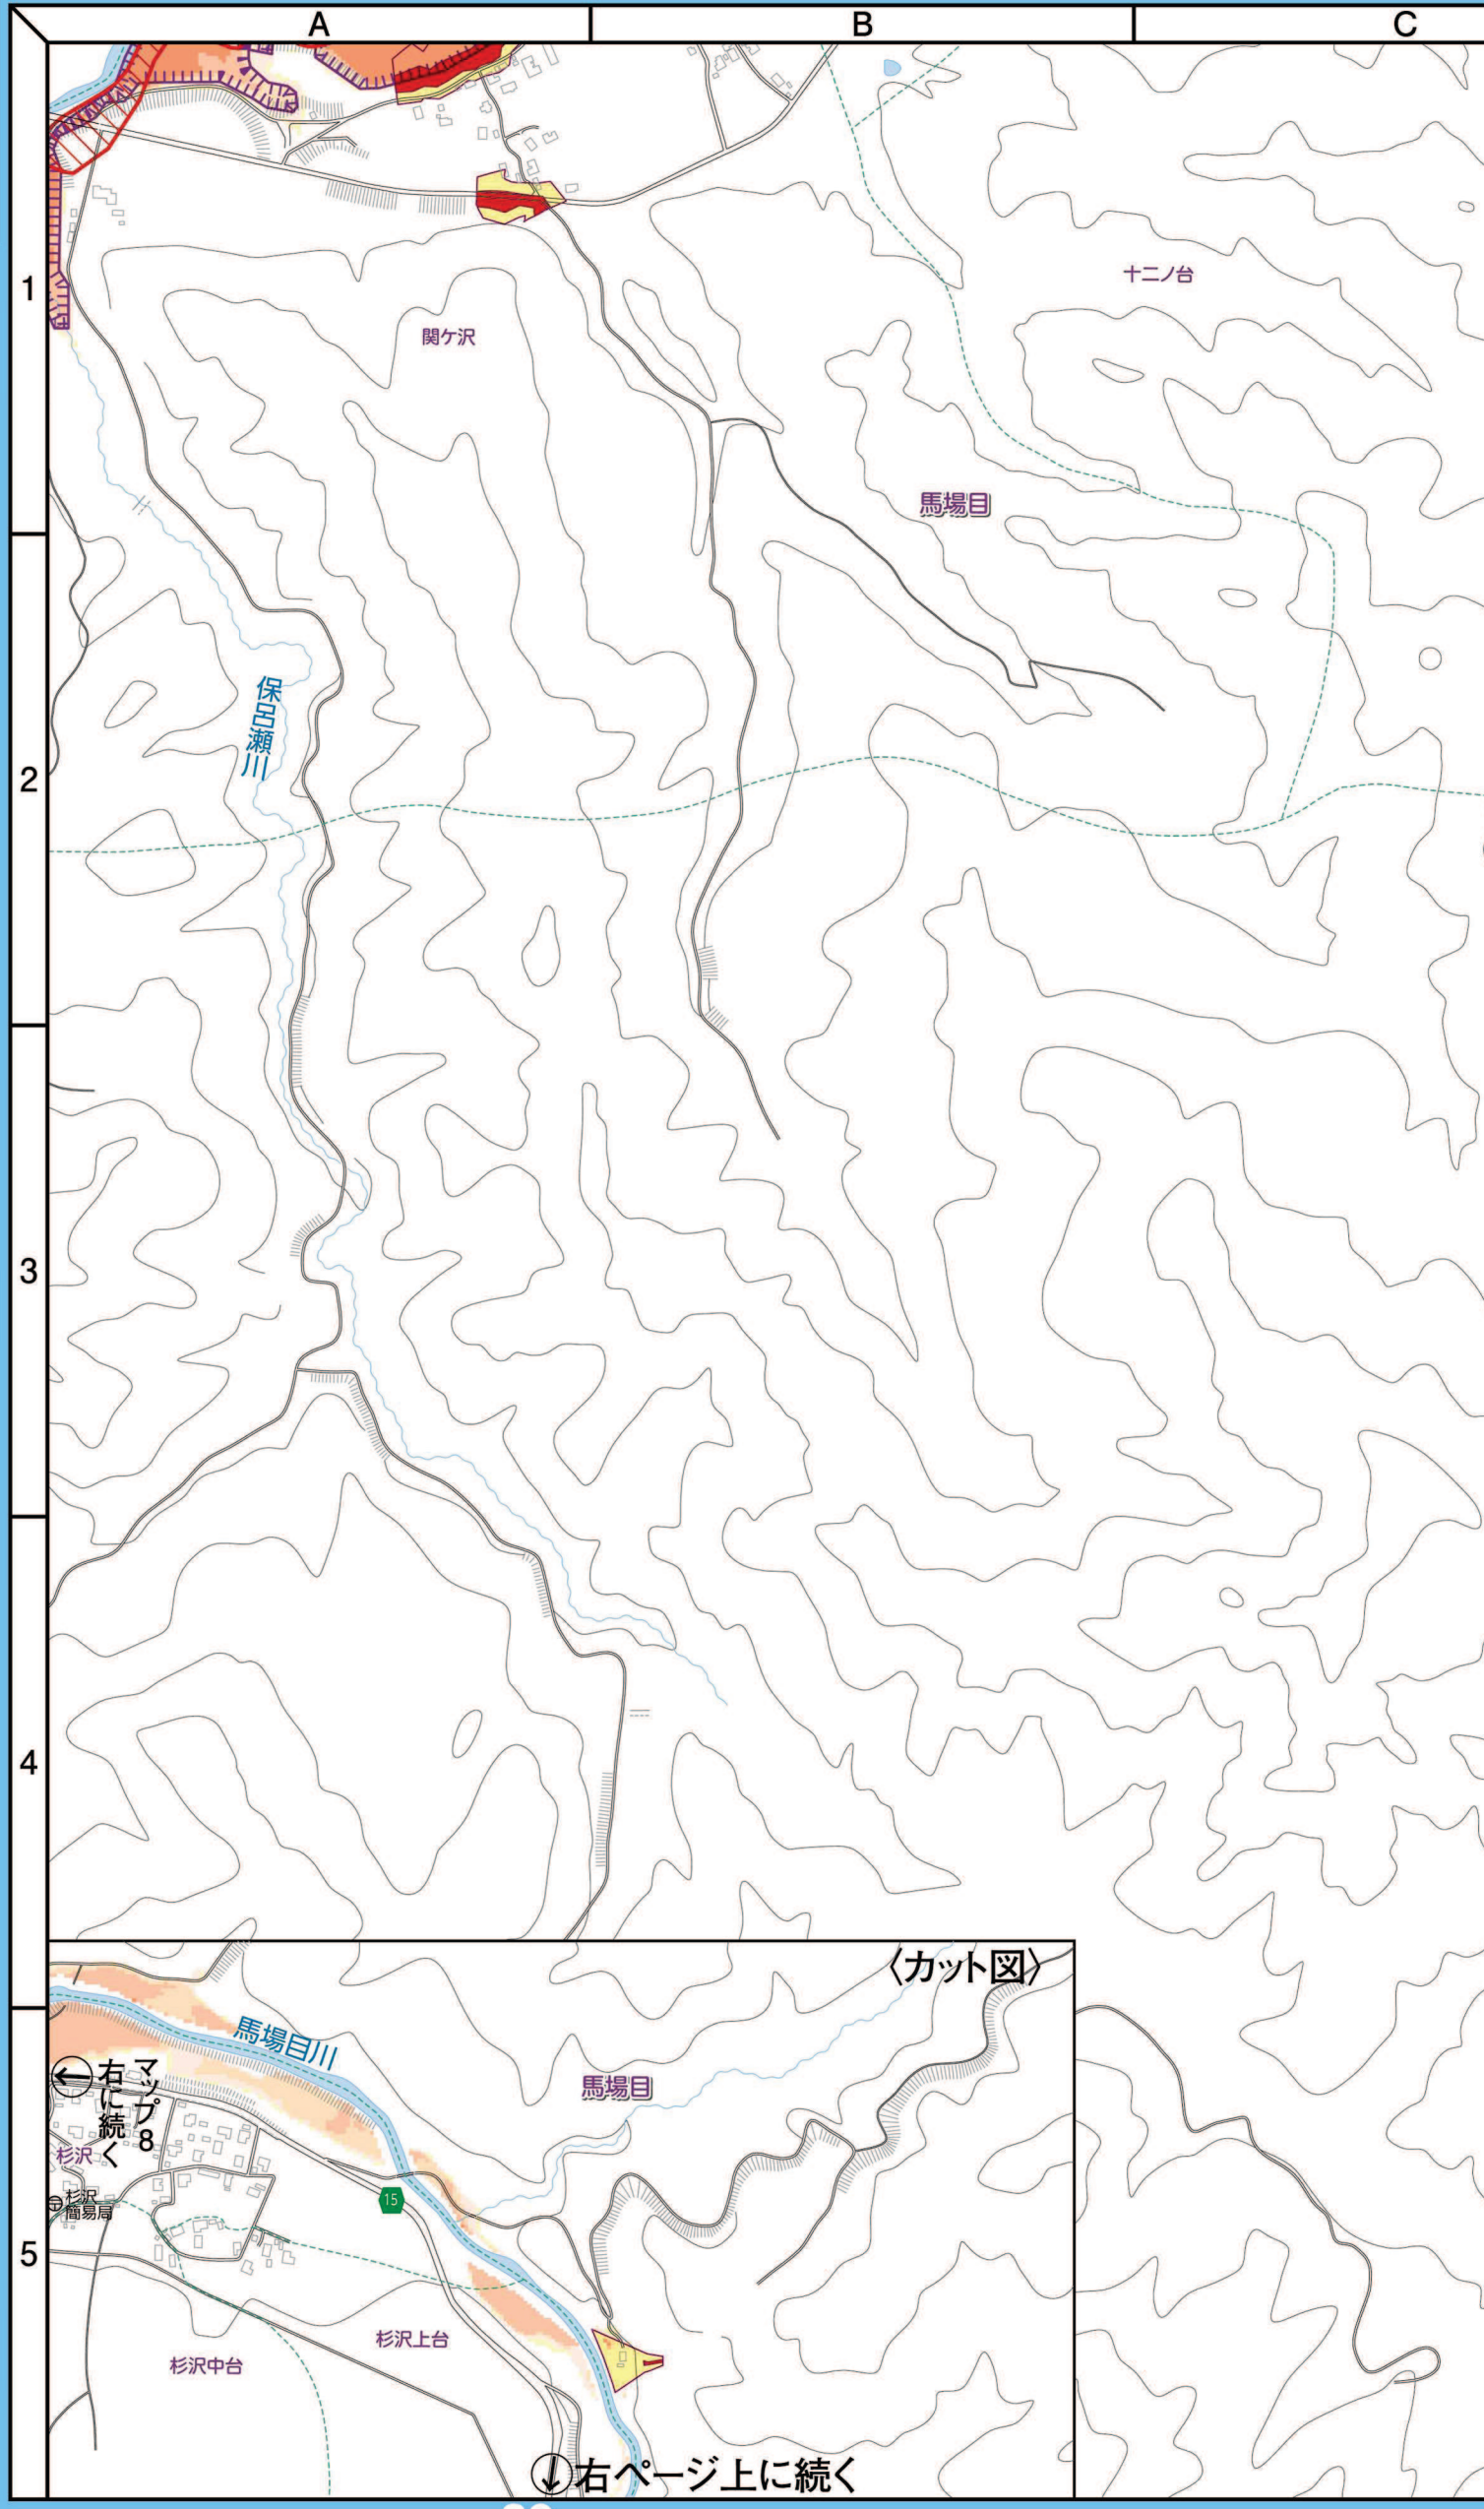 A
B
C
1
2
3
4
5
十二ノ台
関ケ沢
馬場目
保呂瀬川
〈カット図〉
馬場目川
馬場目
マップ8
右に続く
杉沢
杉沢
簡易局
15
杉沢上台
杉沢中台
右ページ上に続く